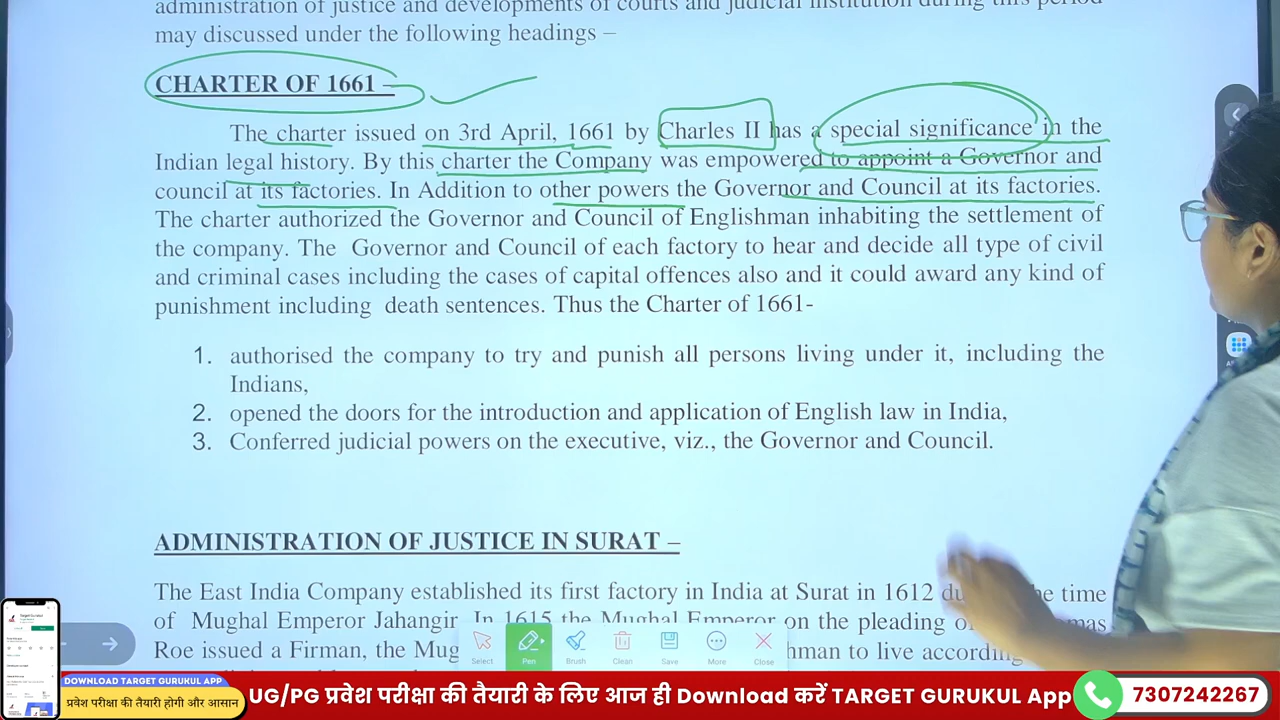 administration of justice and developments of courts and judicial institution during this period
may discussed under the following headings –
CHARTER OF 1661 –
The charter issued on 3rd April, 1661 by Charles II has a special significance in the
Indian legal history. By this charter the Company was empowered to appoint a Governor and
council at its factories. In Addition to other powers the Governor and Council at its factories.
The charter authorized the Governor and Council of Englishman inhabiting the settlement of
the company. The Governor and Council of each factory to hear and decide all type of civil
and criminal cases including the cases of capital offences also and it could award any kind of
punishment including death sentences. Thus the Charter of 1661-
1. authorised the company to try and punish all persons living under it, including the
Indians,
2. opened the doors for the introduction and application of English law in India,
3. Conferred judicial powers on the executive, viz., the Governor and Council.
ADMINISTRATION OF JUSTICE IN SURAT –
The East India Company established its first factory in India at Surat in 1612 time
of Mughal Emperor Jahangir. In 1615 the Mughal Emperor on the pleading
Roe issued a Firman, the Mug hman to live accord
Select Pen Brush Clean Save More Close
DOWNLOAD TARGET GURUKUL APP
प्रवेश परीक्षा की तैयारी होगी और आसान
UG/PG प्रवेश परीक्षा की तैयारी के लिए आज ही Download करें TARGET GURUKUL App
7307242267